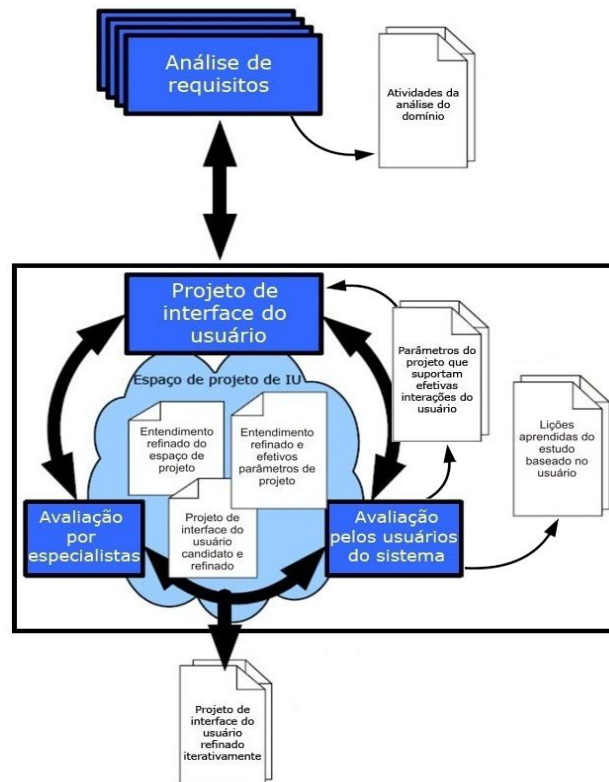 Análise de
requisitos
Atividades da
análise do
domínio
Projeto de
interface do
usuário
Parâmetros do
projeto que
suportam
efetivas
interações do
usuário
Espaço de projeto de IU
Entendimento
refinado do
espaço de
projeto
Entendimento
refinado e
efetivos
parâmetros de
projeto
Lições
aprendidas do
estudo
baseado no
usuário
Projeto de
interface do
usuário
candidato e
refinado
Avaliação
por
especialistas
Avaliação
pelos usuários
do sistema
Projeto de
interface do
usuário
refinado
iterativamente